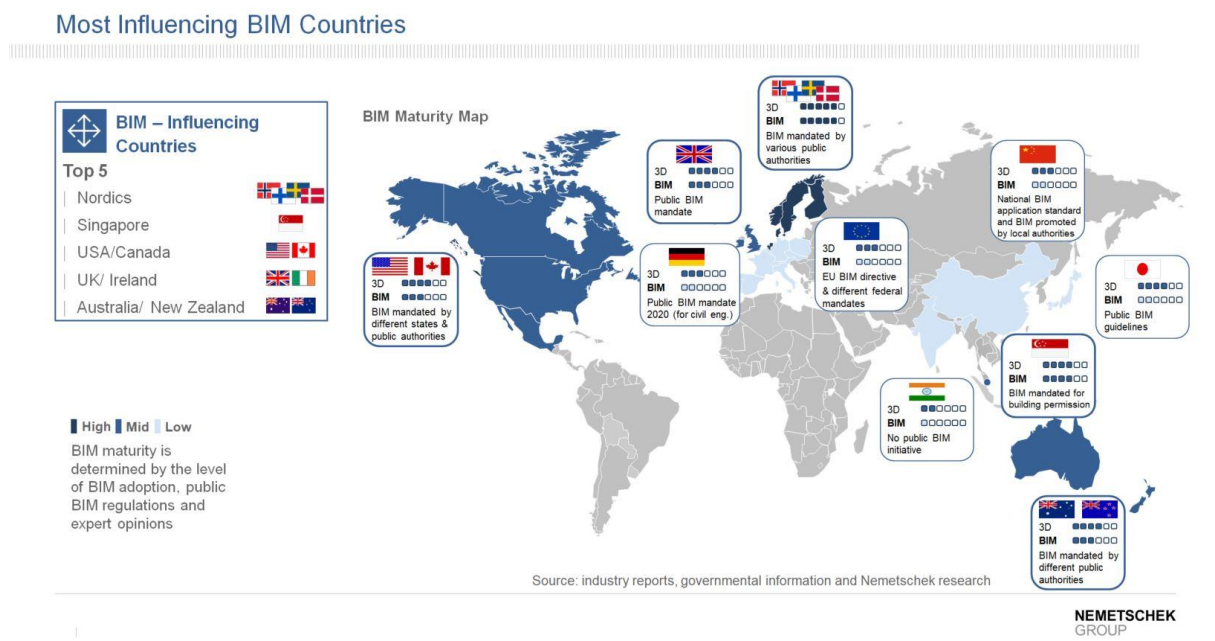 Most Influencing BIM Countries
BIM – Influencing
Countries
Top 5
Nordics
Singapore
USA/Canada
UK/ Ireland
Australia/ New Zealand
High Mid Low
BIM maturity is
determined by the level
of BIM adoption, public
BIM regulations and
expert opinions
BIM Maturity Map
3D
BIM
BIM mandated by
various public
authorities
3D
BIM
Public BIM
mandate
3D
BIM
National BIM
application standard
and BIM promoted
by local authorities
3D
BIM
BIM mandated by
different states &
public authorities
3D
BIM
Public BIM mandate
2020 (for civil eng.)
3D
BIM
EU BIM directive
& different federal
mandates
3D
BIM
Public BIM
guidelines
3D
BIM
BIM mandated for
building permission
3D
BIM
No public BIM
initiative
3D
BIM
BIM mandated by
different public
authorities
Source: industry reports, governmental information and Nemetschek research
NEMETSCHEK
GROUP